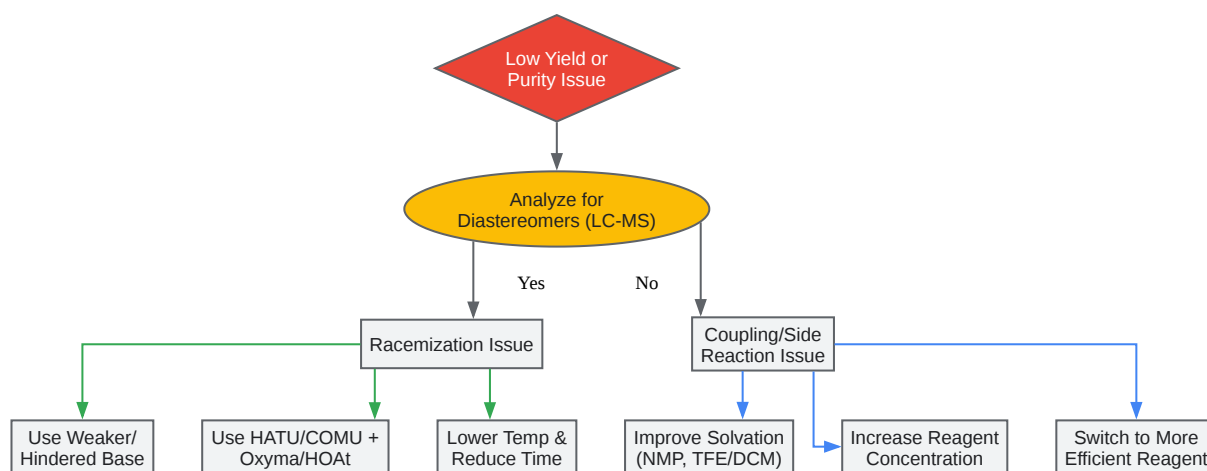 Low Yield or
Purity Issue
Analyze for
Diastereomers (LC-MS)
Yes
No
Racemization Issue
Coupling/Side
Reaction Issue
Use Weaker/
Hindered Base
Use HATU/COMU +
Oxyma/HOAt
Lower Temp &
Reduce Time
Improve Solvation
(NMP, TFE/DCM)
Increase Reagent
Concentration
Switch to More
Efficient Reagent